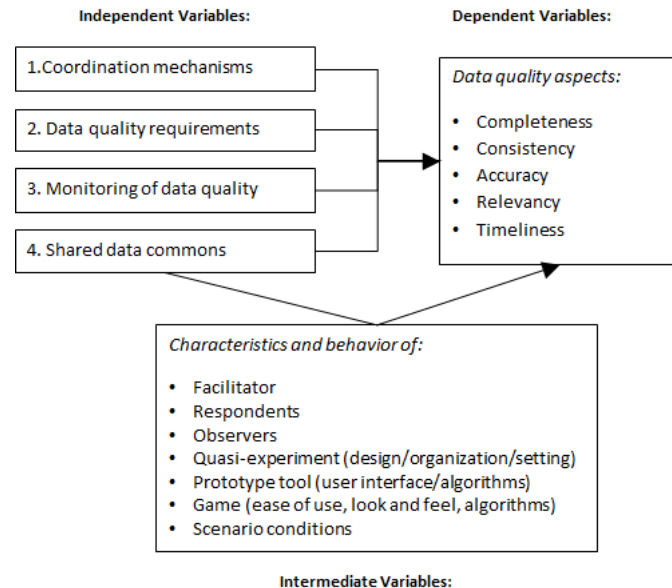 Independent Variables:
Dependent Variables:
1.Coordination mechanisms
2. Data quality requirements
3. Monitoring of data quality
4. Shared data commons
Data quality aspects:
• Completeness
• Consistency
• Accuracy
• Relevancy
• Timeliness
Characteristics and behavior of:
• Facilitator
• Respondents
• Observers
• Quasi-experiment (design/organization/setting)
• Prototype tool (user interface/algorithms)
• Game (ease of use, look and feel, algorithms)
• Scenario conditions
Intermediate Variables: